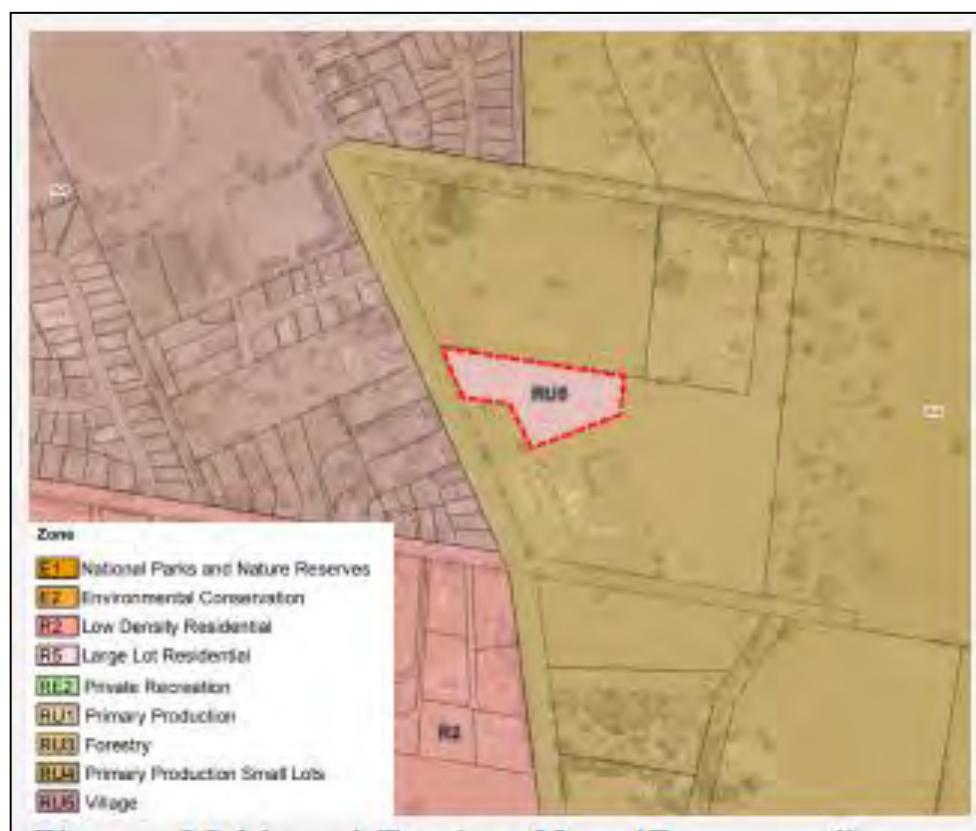 RU5
R2
Zone
E1 National Parks and Nature Reserves
E2 Environmental Conservation
R2 Low Density Residential
R5 Large Lot Residential
RE2 Private Recreation
RU1 Primary Production
RU3 Forestry
RU4 Primary Production Small Lots
RU5 Village